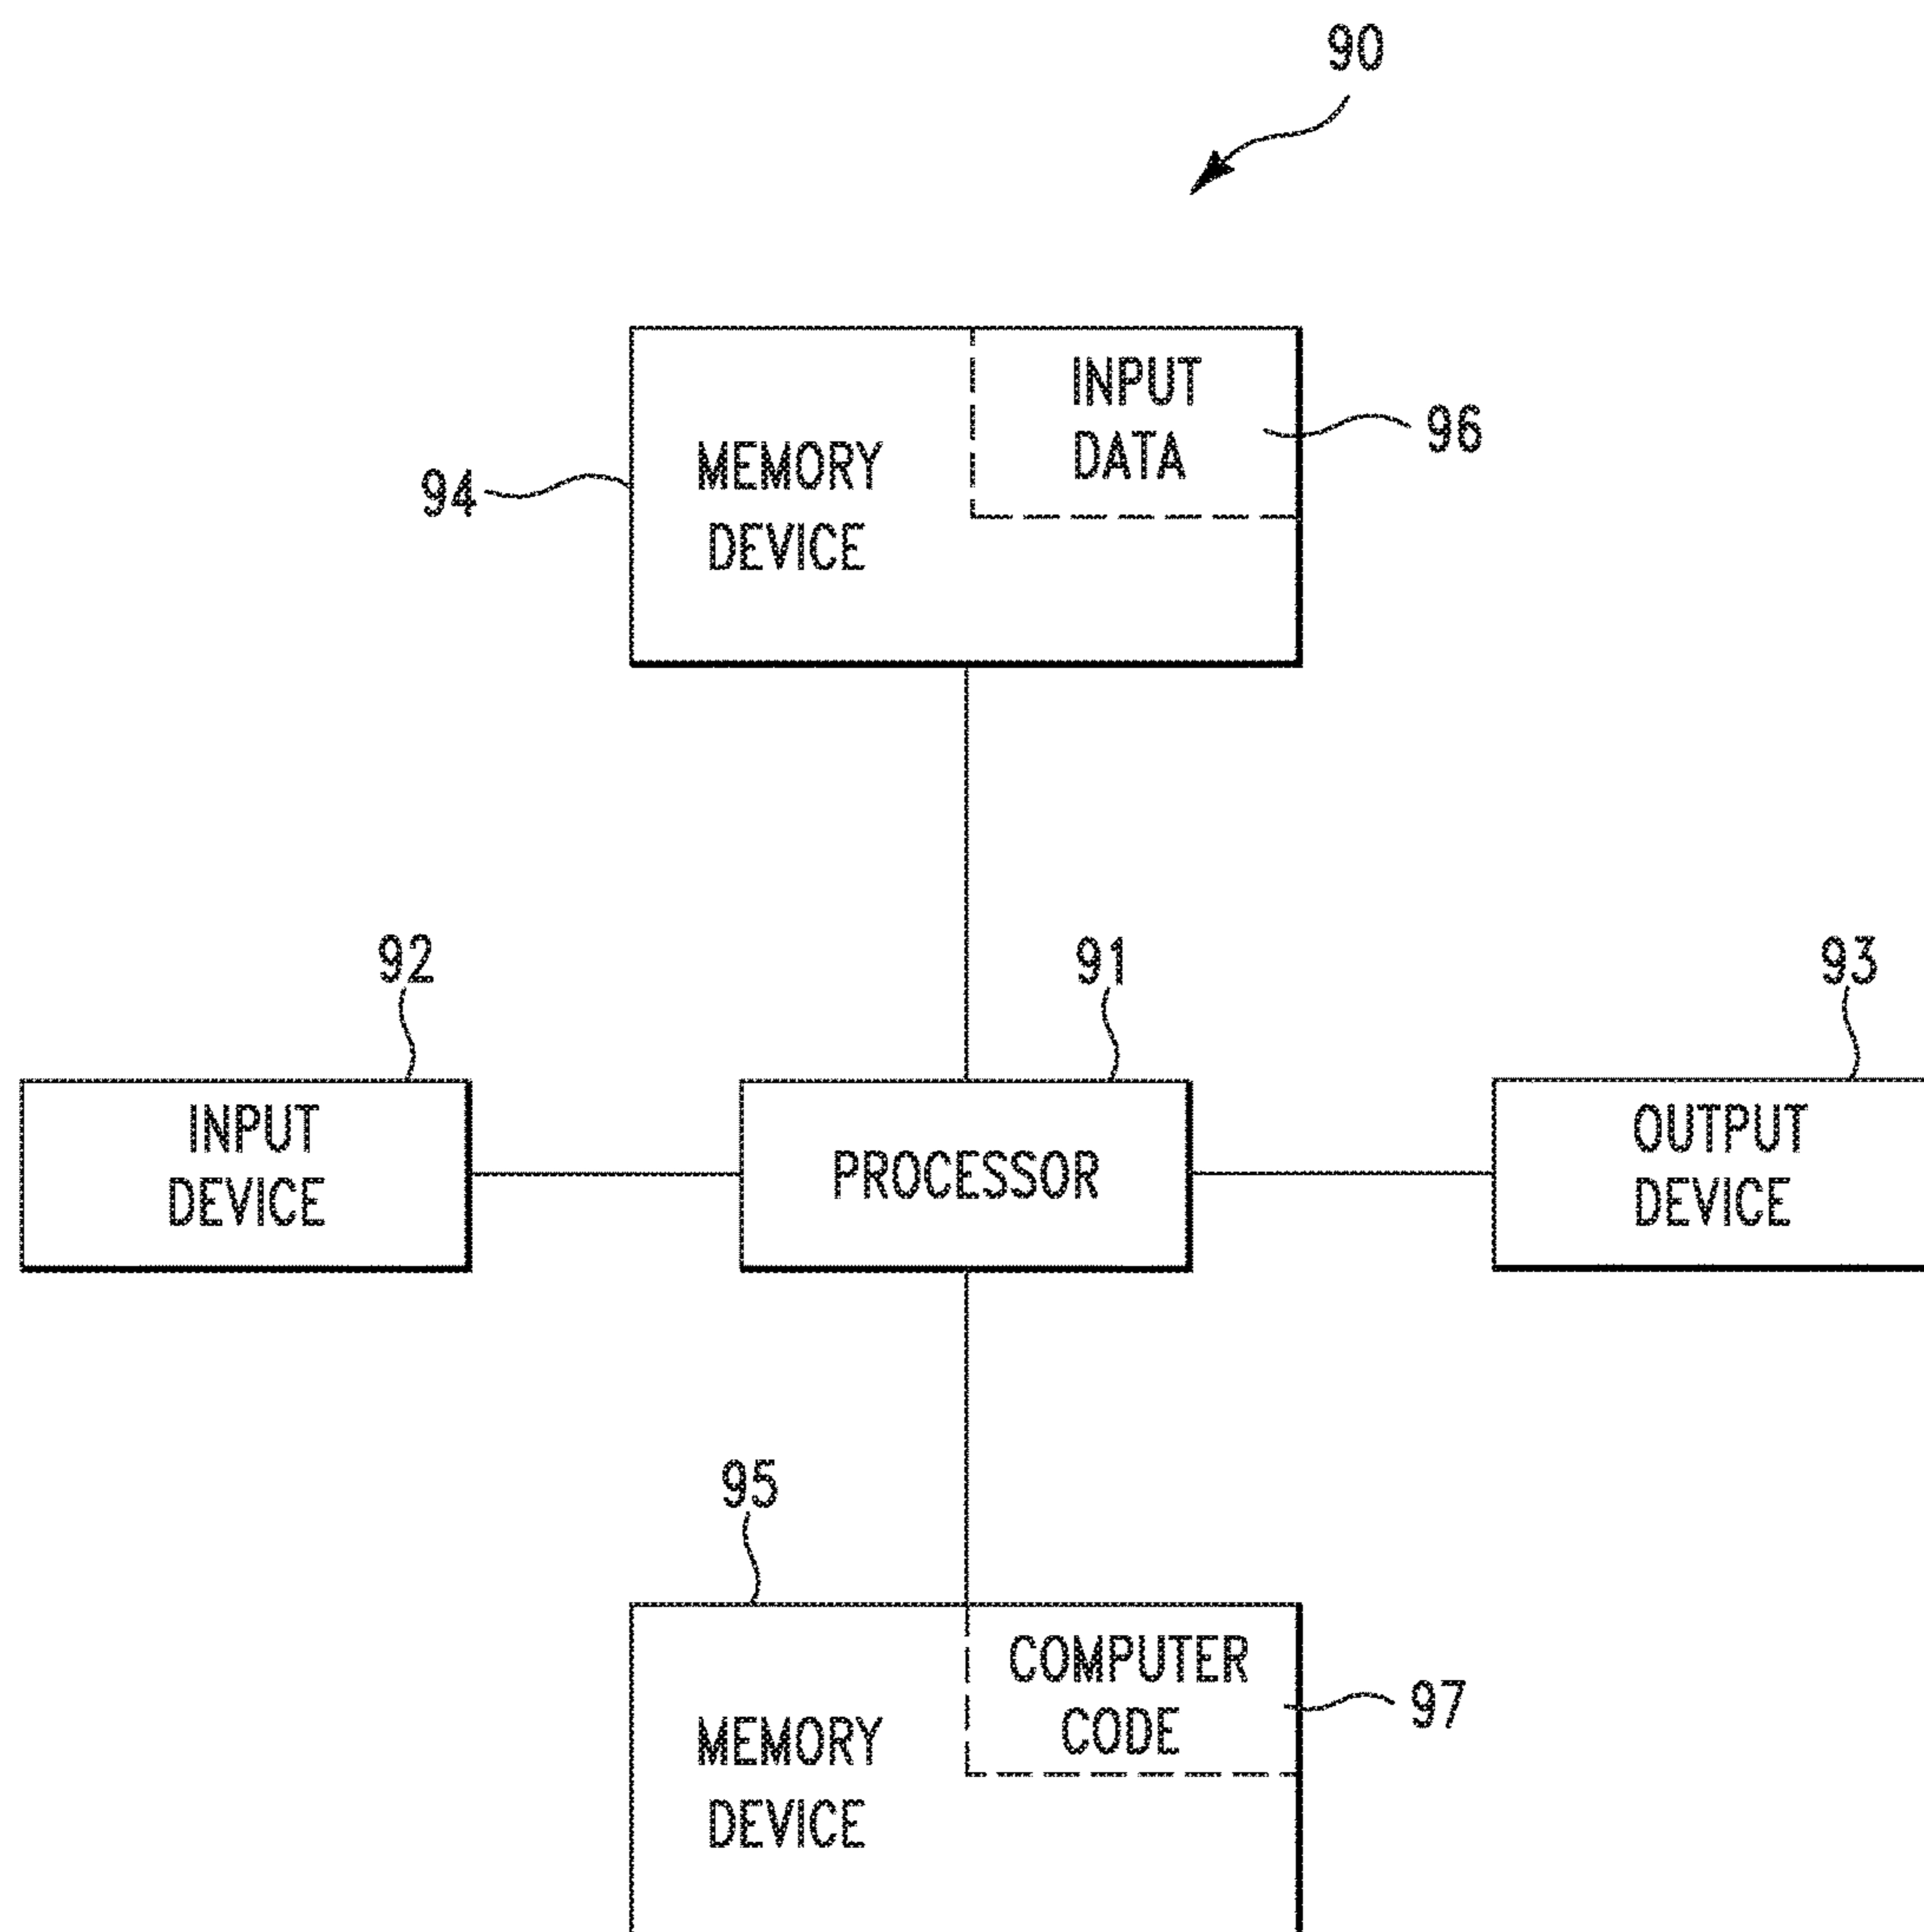 90
INPUT
DATA
96
MEMORY
DEVICE
94
92
91
93
INPUT
DEVICE
PROCESSOR
OUTPUT
DEVICE
95
COMPUTER
CODE
97
MEMORY
DEVICE